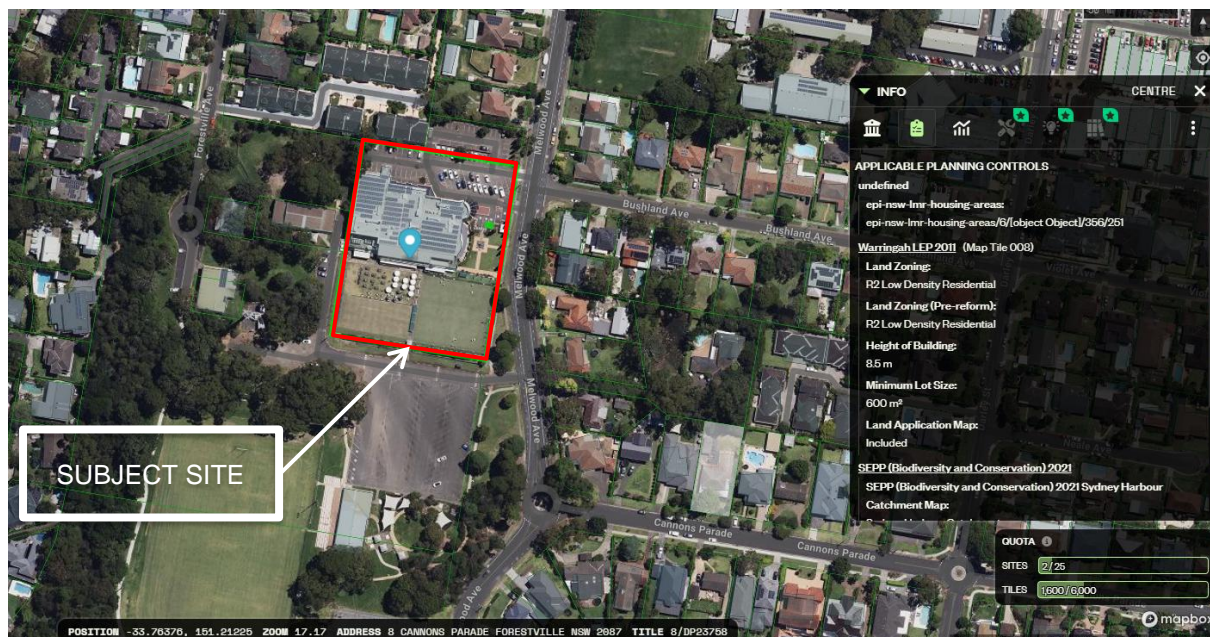 Forestville Ave
Melwood Ave
Bushland Ave
Bushland Ave
Melwood Ave
Melwood Ave
Cannons Parade
Cannons Parade
SUBJECT SITE
INFO
CENTRE
APPLICABLE PLANNING CONTROLS
undefined
epi-nsw-lmr-housing-areas:
epi-nsw-lmr-housing-areas/6/[object Object]/356/251
Warringah LEP 2011 (Map Tile 008)
Land Zoning:
R2 Low Density Residential
Land Zoning (Pre-reform):
R2 Low Density Residential
Height of Building:
8.5 m
Minimum Lot Size:
600 m²
Land Application Map:
Included
SEPP (Biodiversity and Conservation) 2021
SEPP (Biodiversity and Conservation) 2021 Sydney Harbour
Catchment Map:
QUOTA
SITES 2/25
TILES 1,600/6,000
mapbox
POSITION -33.76376, 151.21225 ZOOM 17.17 ADDRESS 8 CANNONS PARADE FORESTVILLE NSW 2087 TITLE 8/DP23758